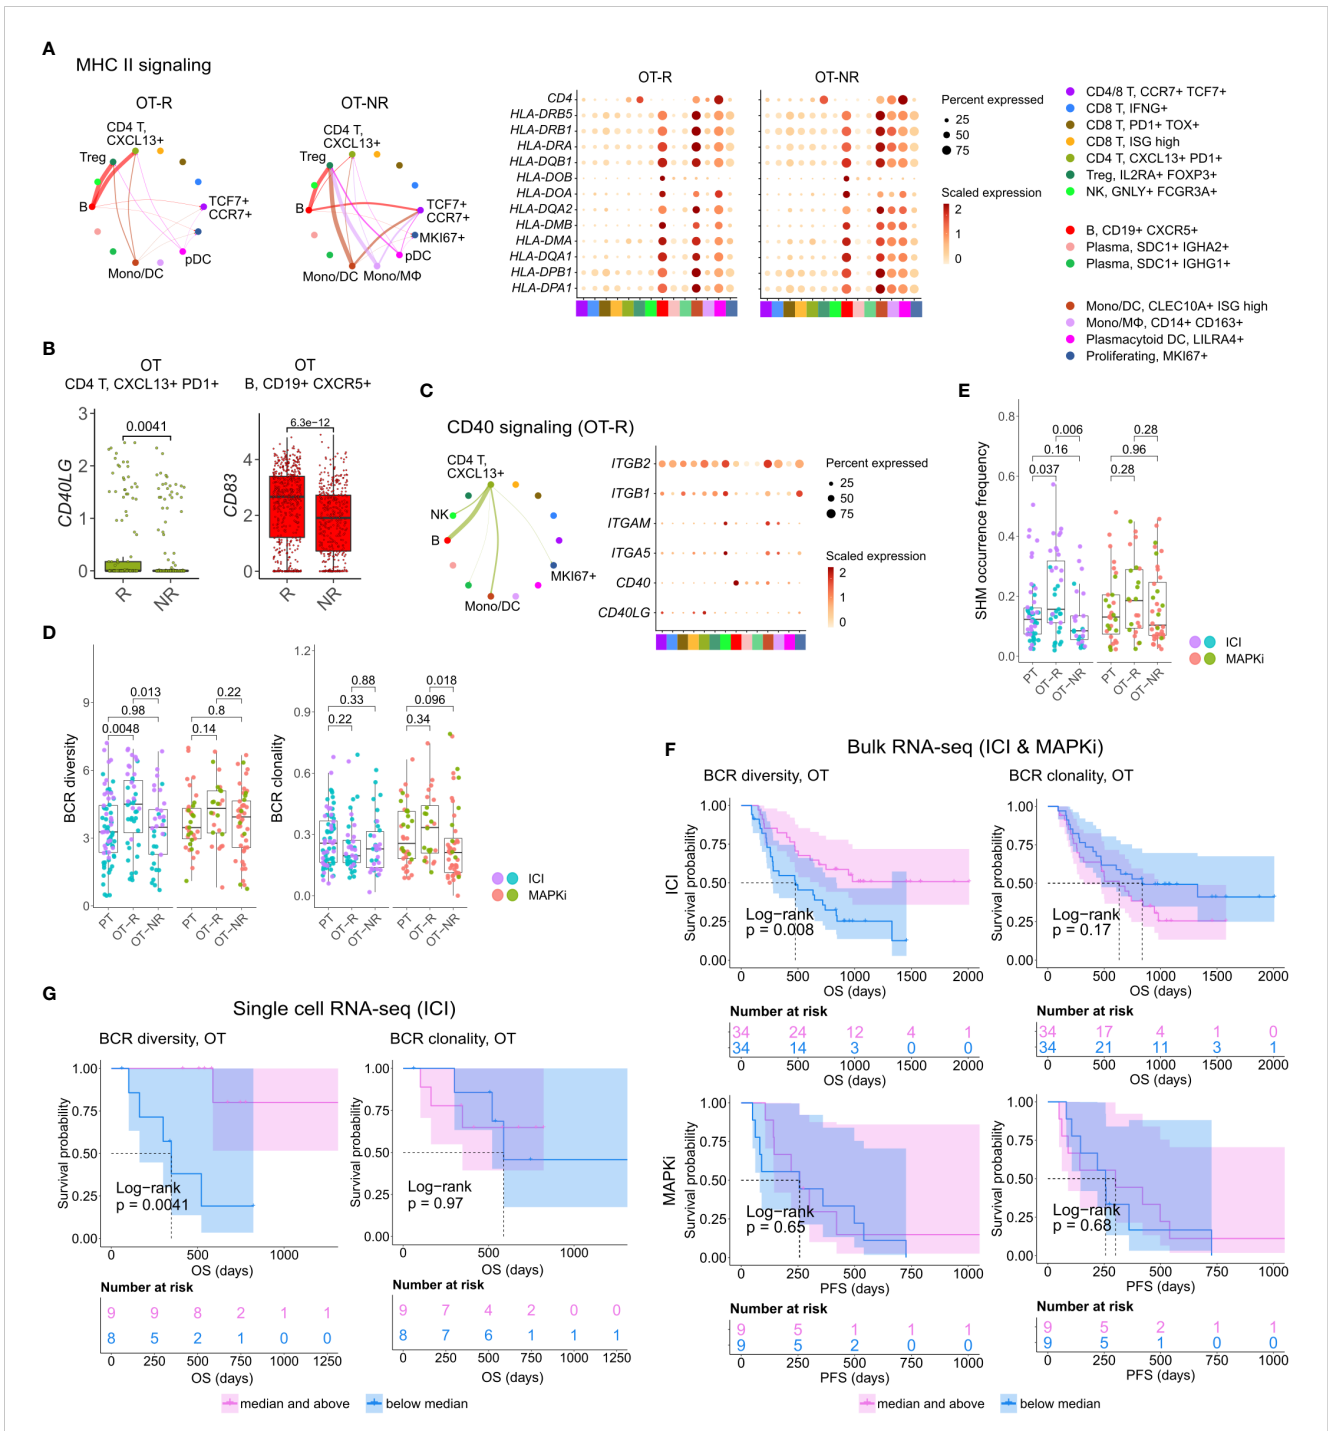 A
MHC II signaling
OT-R
OT-NR
CD4 T,
CXCL13+
Treg
B
TCF7+
CCR7+
pDC
Mono/DC
CD4 T,
CXCL13+
Treg
B
TCF7+
CCR7+
MKI67+
pDC
Mono/DC
Mono/MΦ
OT-R
OT-NR
CD4
HLA-DRB5
HLA-DRB1
HLA-DRA
HLA-DQB1
HLA-DOB
HLA-DOA
HLA-DQA2
HLA-DMB
HLA-DMA
HLA-DQA1
HLA-DPB1
HLA-DPA1
Percent expressed
25
50
75
Scaled expression
2
1
0
CD4/8 T, CCR7+ TCF7+
CD8 T, IFNG+
CD8 T, PD1+ TOX+
CD8 T, ISG high
CD4 T, CXCL13+ PD1+
Treg, IL2RA+ FOXP3+
NK, GNLY+ FCGR3A+
B, CD19+ CXCR5+
Plasma, SDC1+ IGHA2+
Plasma, SDC1+ IGHG1+
Mono/DC, CLEC10A+ ISG high
Mono/MΦ, CD14+ CD163+
Plasmacytoid DC, LILRA4+
Proliferating, MKI67+
B
OT
CD4 T, CXCL13+ PD1+
CD40LG
3
2
1
0
0.0041
R
NR
OT
B, CD19+ CXCR5+
CD83
4
2
0
6.3e−12
R
NR
C
CD40 signaling (OT-R)
CD4 T,
CXCL13+
NK
B
MKI67+
Mono/DC
ITGB2
ITGB1
ITGAM
ITGA5
CD40
CD40LG
Percent expressed
25
50
75
Scaled expression
2
1
0
E
SHM occurrence frequency
0.8
0.6
0.4
0.2
0.0
0.006
0.16
0.037
0.28
0.96
0.28
PT
OT−R
OT−NR
PT
OT−R
OT−NR
ICI
MAPKi
D
BCR diversity
9
6
3
0
0.013
0.98
0.0048
0.22
0.8
0.14
PT
OT−R
OT−NR
PT
OT−R
OT−NR
BCR clonality
1.2
0.9
0.6
0.3
0.0
0.88
0.33
0.22
0.018
0.096
0.34
PT
OT−R
OT−NR
PT
OT−R
OT−NR
ICI
MAPKi
F
Bulk RNA-seq (ICI & MAPKi)
ICI
BCR diversity, OT
Survival probability
1.00
0.75
0.50
0.25
0.00
Log−rank
p = 0.008
0 500 1000 1500 2000
OS (days)
Number at risk
34 24 12 4 1
34 14 3 0 0
0 500 1000 1500 2000
OS (days)
BCR clonality, OT
Survival probability
1.00
0.75
0.50
0.25
0.00
Log−rank
p = 0.17
0 500 1000 1500 2000
OS (days)
Number at risk
34 17 4 1 0
34 21 11 3 1
0 500 1000 1500 2000
OS (days)
MAPKi
Survival probability
1.00
0.75
0.50
0.25
0.00
Log−rank
p = 0.65
0 250 500 750 1000
PFS (days)
Number at risk
9 5 1 1 1
9 5 2 0 0
0 250 500 750 1000
PFS (days)
Survival probability
1.00
0.75
0.50
0.25
0.00
Log−rank
p = 0.68
0 250 500 750 1000
PFS (days)
Number at risk
9 5 2 1 1
9 5 1 0 0
0 250 500 750 1000
PFS (days)
median and above
below median
G
Single cell RNA-seq (ICI)
BCR diversity, OT
Survival probability
1.00
0.75
0.50
0.25
0.00
Log−rank
p = 0.0041
0 500 1000
OS (days)
Number at risk
9 9 8 2 1 1
8 5 2 1 0 0
0 250 500 750 1000 1250
OS (days)
BCR clonality, OT
Survival probability
1.00
0.75
0.50
0.25
0.00
Log−rank
p = 0.97
0 500 1000
OS (days)
Number at risk
9 7 4 2 0 0
8 7 6 1 1 1
0 250 500 750 1000 1250
OS (days)
median and above
below median